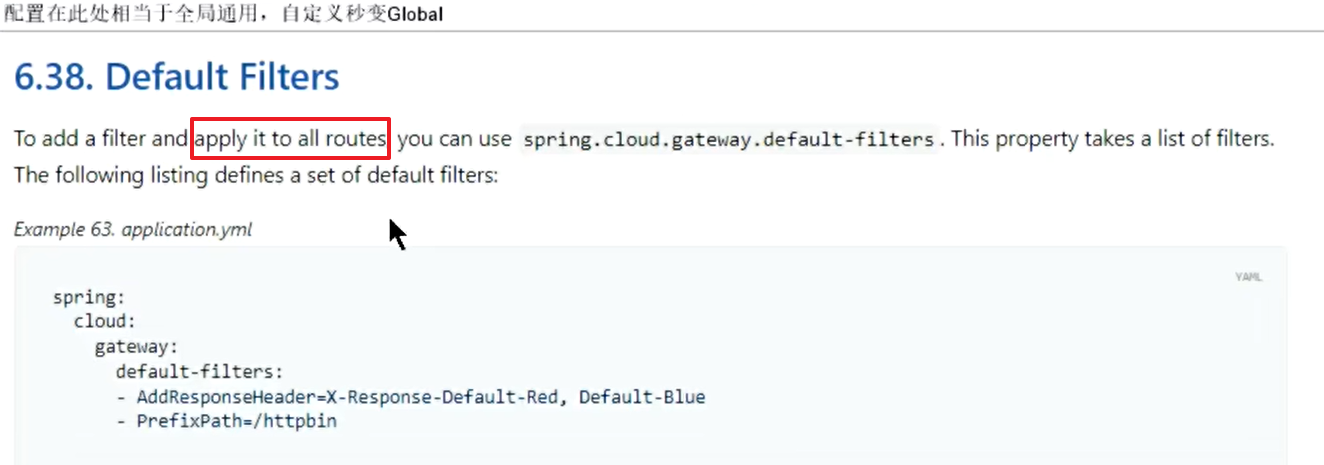 配置在此处相当于全局通用，自定义秒变Global
6.38. Default Filters
To add a filter and apply it to all routes, you can use spring.cloud.gateway.default-filters. This property takes a list of filters.
The following listing defines a set of default filters:
Example 63. application.yml
YAML
spring:
  cloud:
    gateway:
      default-filters:
      - AddResponseHeader=X-Response-Default-Red, Default-Blue
      - PrefixPath=/httpbin